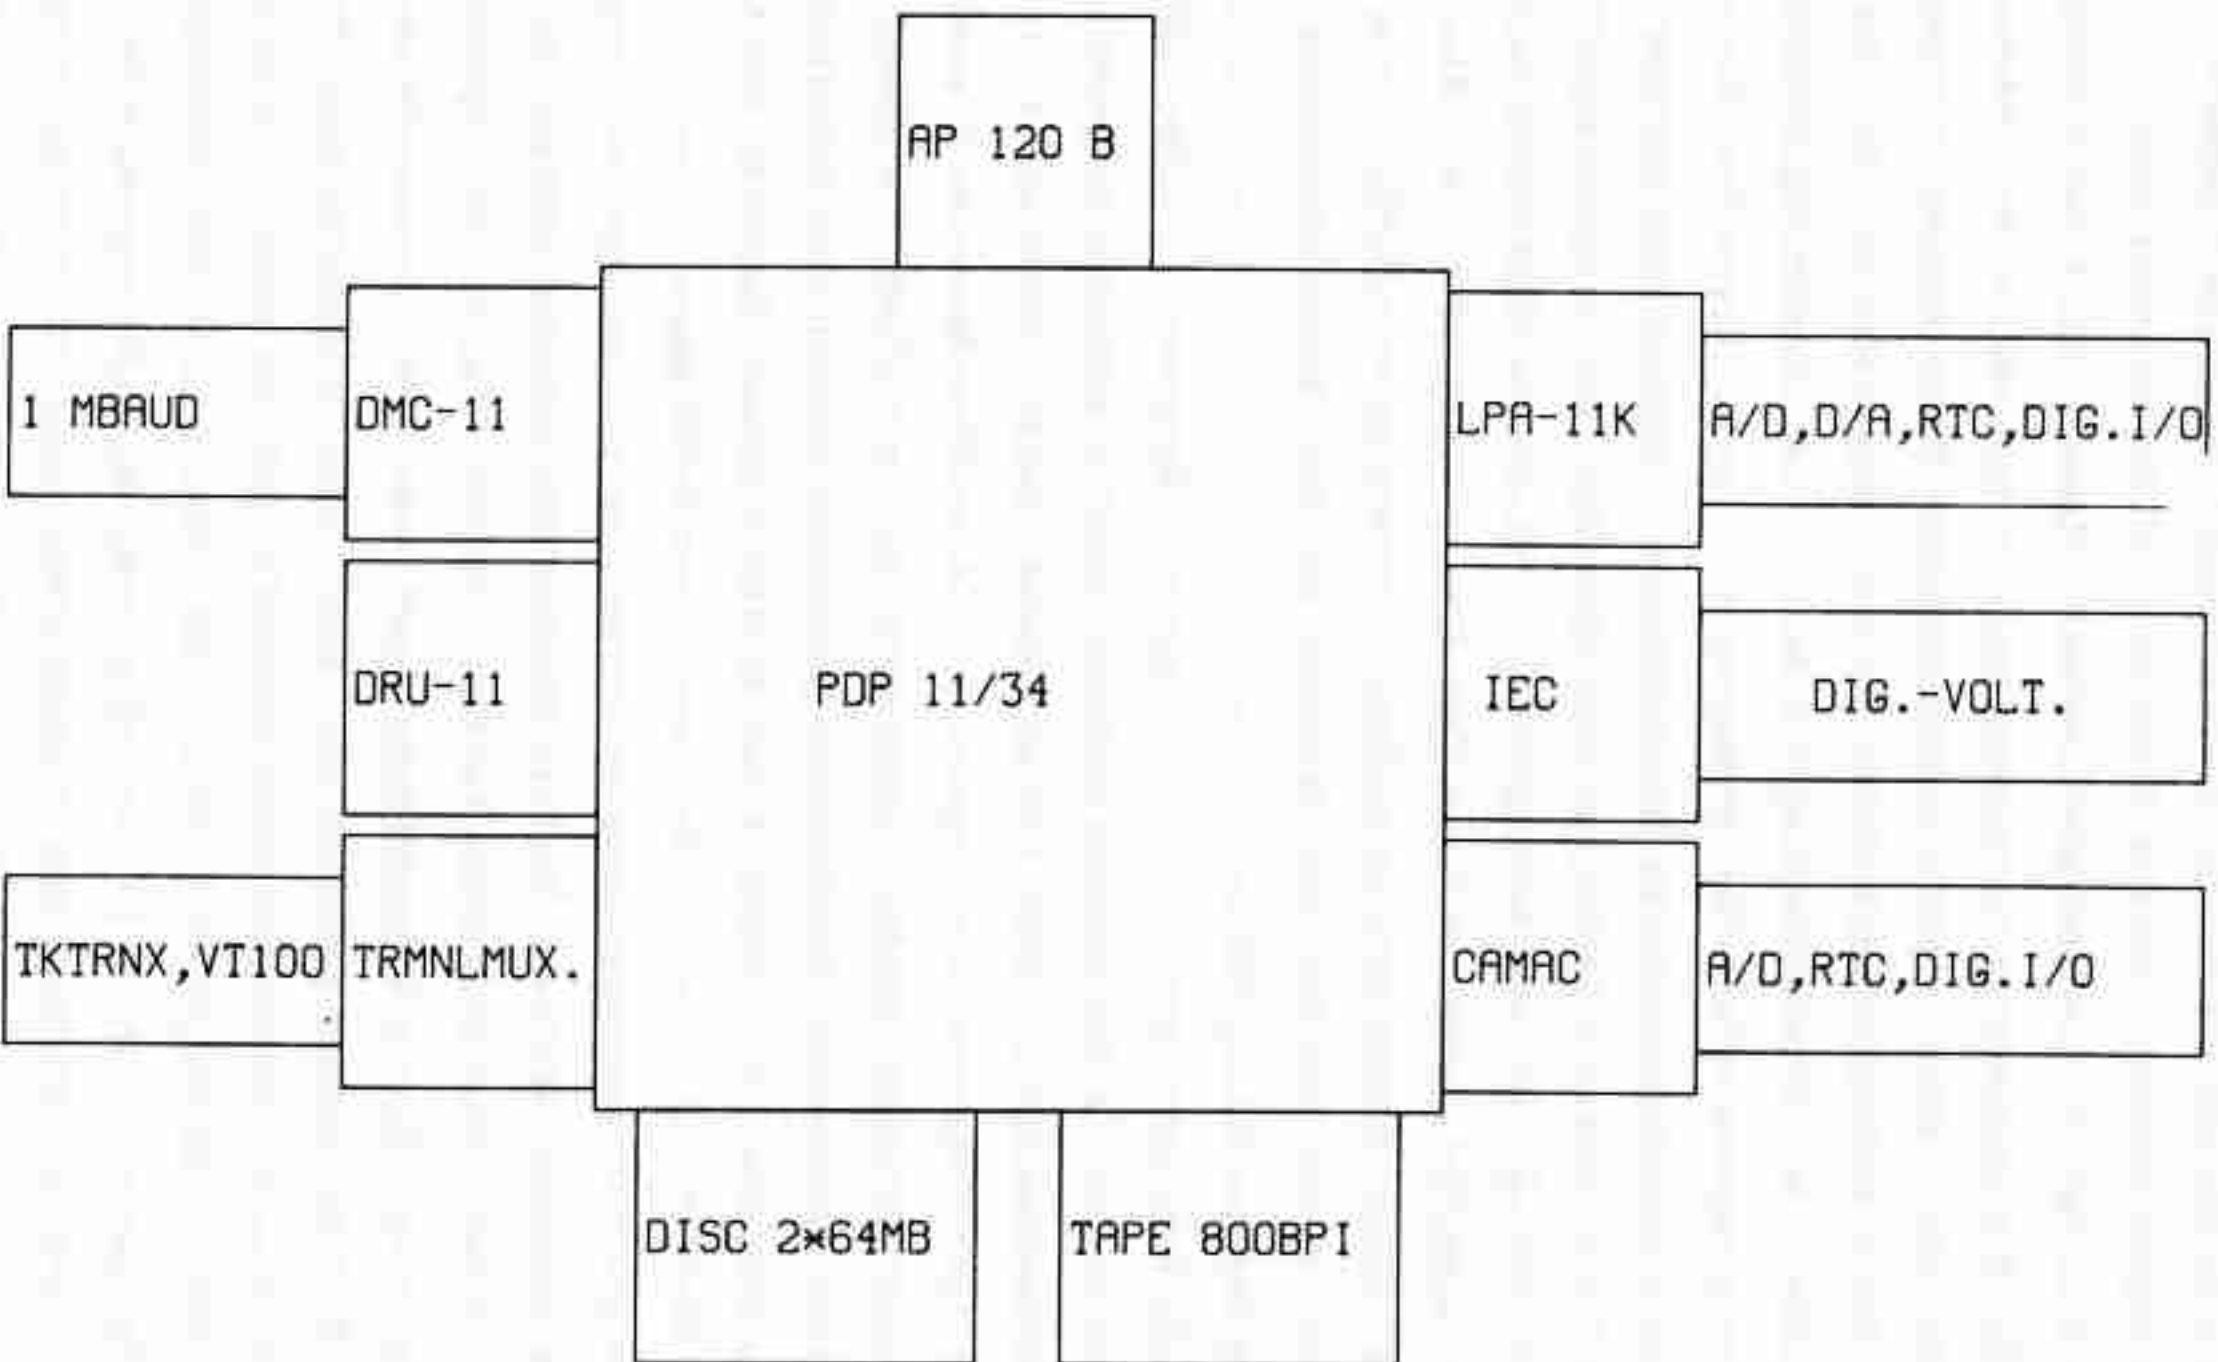 AP 120 B
1 MBAUD
DMC-11
LPA-11K
A/D,D/A,RTC,DIG.I/O
DRU-11
PDP 11/34
IEC
DIG.-VOLT.
TKTRNX,VT100
TRMNLMUX.
CAMAC
A/D,RTC,DIG.I/O
DISC 2*64MB
TAPE 800BPI